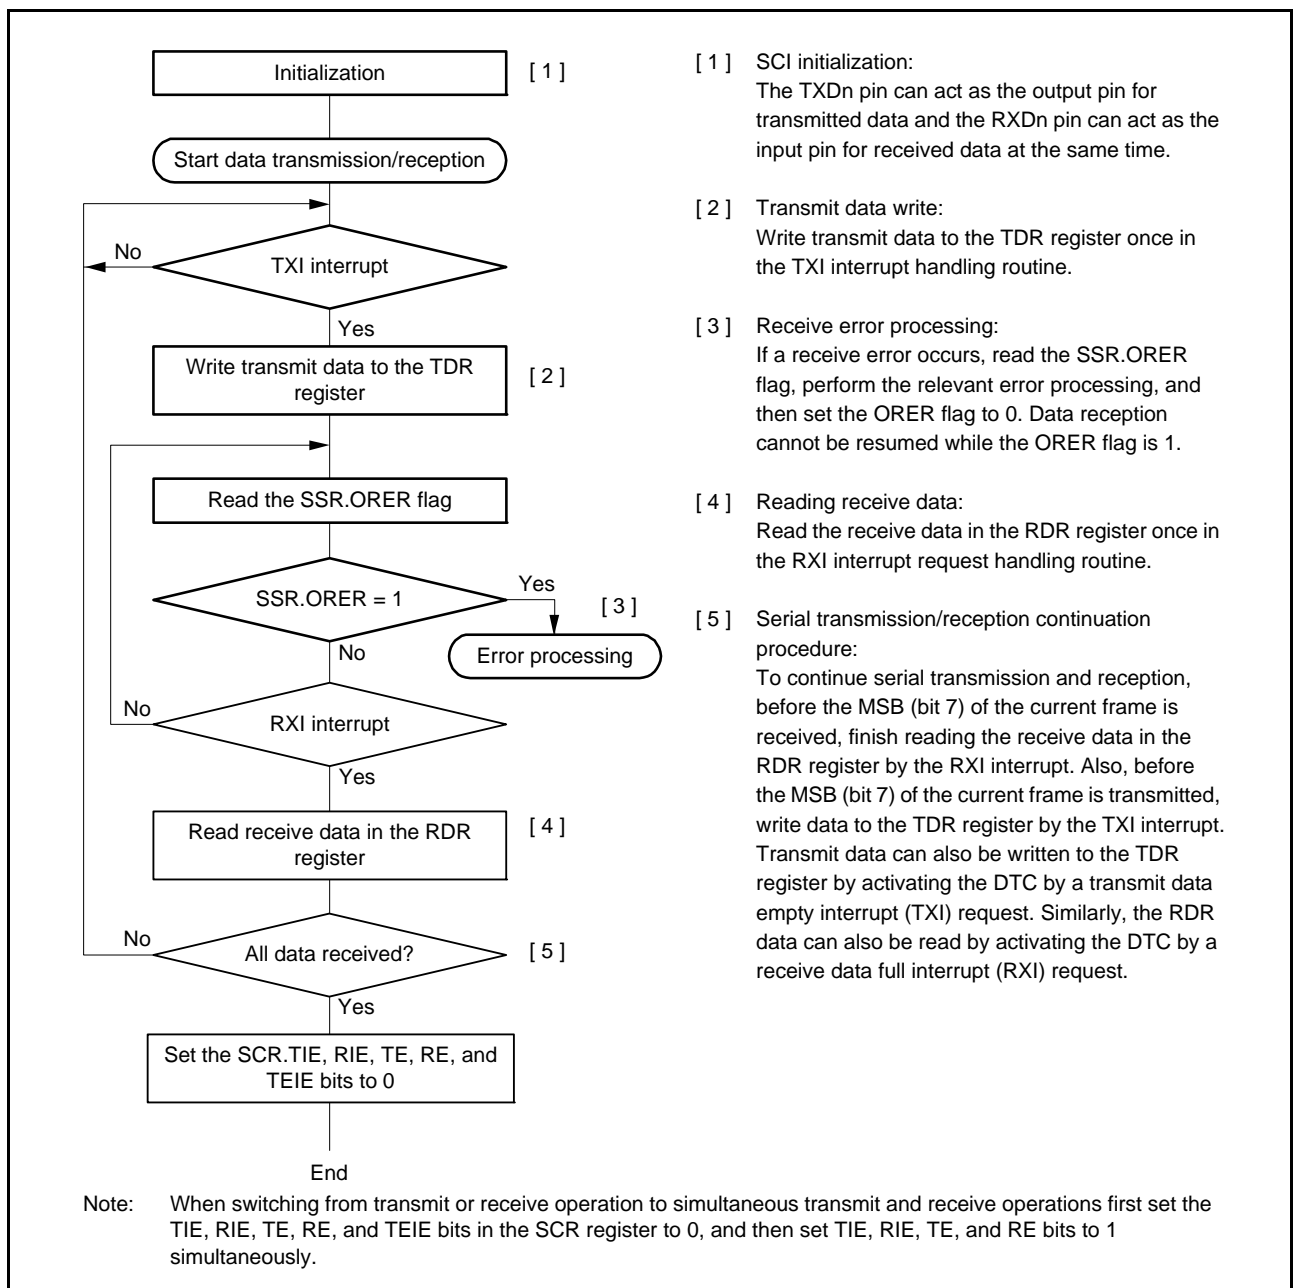 Initialization
[ 1 ]
Start data transmission/reception
No
TXI interrupt
Yes
Write transmit data to the TDR
register
[ 2 ]
Read the SSR.ORER flag
SSR.ORER = 1
Yes
[ 3 ]
Error processing
No
No
RXI interrupt
Yes
Read receive data in the RDR
register
[ 4 ]
No
All data received?
[ 5 ]
Yes
Set the SCR.TIE, RIE, TE, RE, and
TEIE bits to 0
End
[ 1 ] SCI initialization:
The TXDn pin can act as the output pin for
transmitted data and the RXDn pin can act as the
input pin for received data at the same time.
[ 2 ] Transmit data write:
Write transmit data to the TDR register once in
the TXI interrupt handling routine.
[ 3 ] Receive error processing:
If a receive error occurs, read the SSR.ORER
flag, perform the relevant error processing, and
then set the ORER flag to 0. Data reception
cannot be resumed while the ORER flag is 1.
[ 4 ] Reading receive data:
Read the receive data in the RDR register once in
the RXI interrupt request handling routine.
[ 5 ] Serial transmission/reception continuation
procedure:
To continue serial transmission and reception,
before the MSB (bit 7) of the current frame is
received, finish reading the receive data in the
RDR register by the RXI interrupt. Also, before
the MSB (bit 7) of the current frame is transmitted,
write data to the TDR register by the TXI interrupt.
Transmit data can also be written to the TDR
register by activating the DTC by a transmit data
empty interrupt (TXI) request. Similarly, the RDR
data can also be read by activating the DTC by a
receive data full interrupt (RXI) request.
Note: When switching from transmit or receive operation to simultaneous transmit and receive operations first set the
TIE, RIE, TE, RE, and TEIE bits in the SCR register to 0, and then set TIE, RIE, TE, and RE bits to 1
simultaneously.